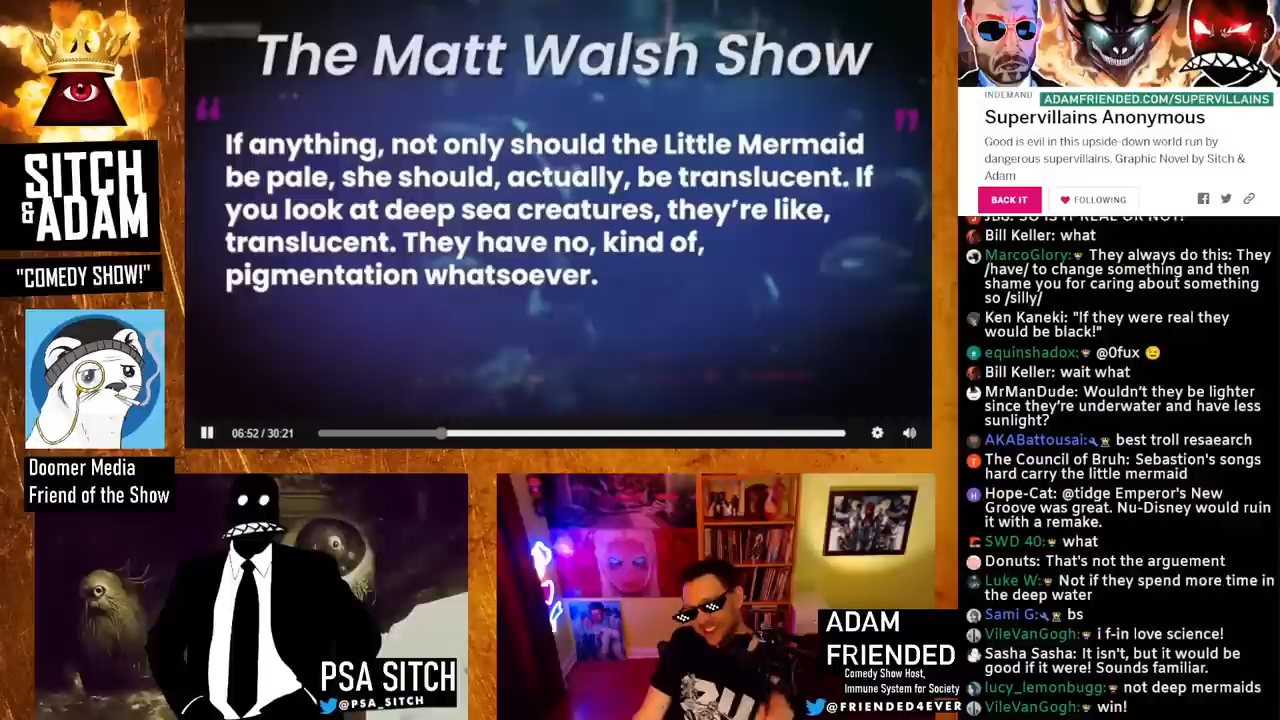 The Matt Walsh Show
“
”
If anything, not only should the Little Mermaid
be pale, she should, actually, be translucent. If
you look at deep sea creatures, they’re like,
translucent. They have no, kind of,
pigmentation whatsoever.
06:52 / 30:21
SITCH
& ADAM
"COMEDY SHOW!"
Doomer Media
Friend of the Show
PSA SITCH
@PSA_SITCH
ADAM
FRIENDED
Comedy Show Host,
Immune System for Society
@FRIENDED4EVER
INDEMAND
ADAMFRIENDED.COM/SUPERVILLAINS
Supervillains Anonymous
Good is evil in this upside-down world run by
dangerous supervillains. Graphic Novel by Sitch &
Adam
BACK IT
FOLLOWING
SO IS IT REAL OR NOT!
Bill Keller: what
MarcoGlory: They always do this: They
/have/ to change something and then
shame you for caring about something
so /silly/
Ken Kaneki: "If they were real they
would be black!"
equinshadox: @0fux
Bill Keller: wait what
MrManDude: Wouldn’t they be lighter
since they’re underwater and have less
sunlight?
AKABattousai: best troll resaearch
The Council of Bruh: Sebastion's songs
hard carry the little mermaid
Hope-Cat: @tidge Emperor's New
Groove was great. Nu-Disney would ruin
it with a remake.
SWD 40: what
Donuts: That's not the arguement
Luke W: Not if they spend more time in
the deep water
Sami G: bs
VileVanGogh: i f-in love science!
Sasha Sasha: It isn't, but it would be
good if it were! Sounds familiar.
lucy_lemonbugg: not deep mermaids
VileVanGogh: win!